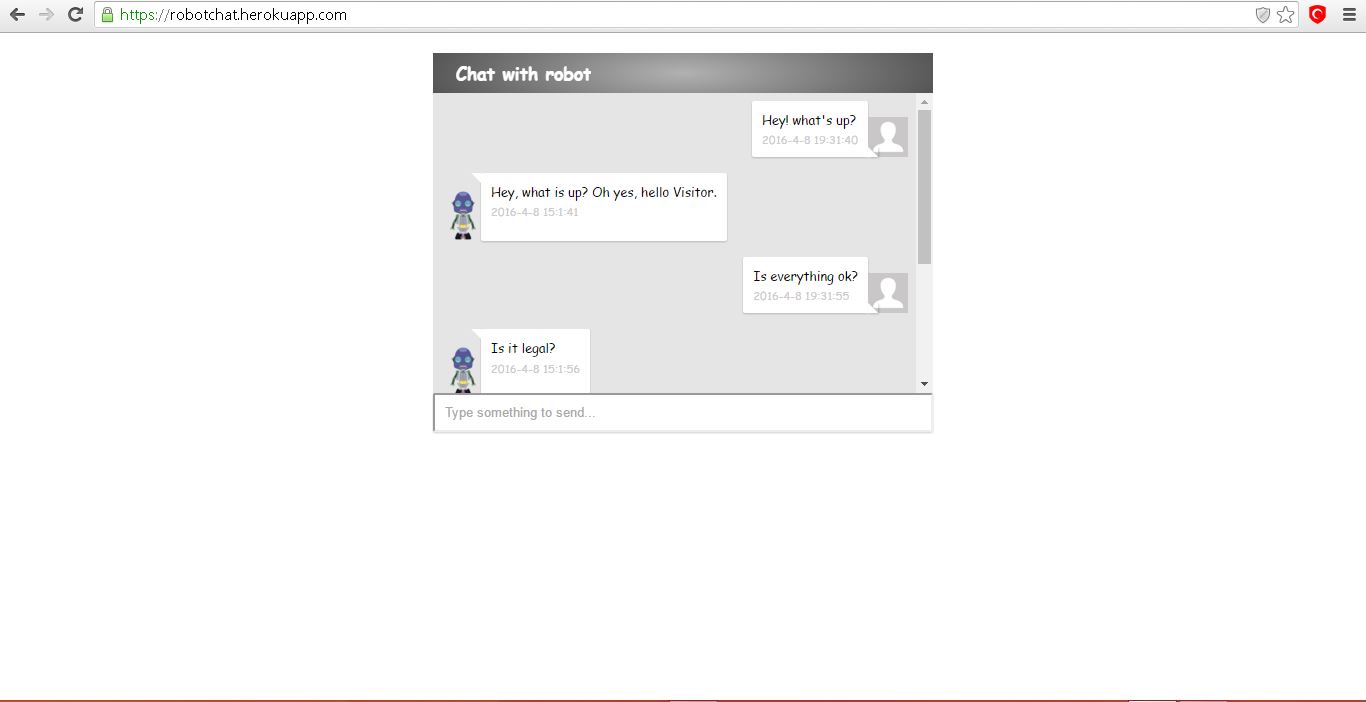 https://robotchat.herokuapp.com
Chat with robot
Hey! what's up?
2016-4-8 19:31:40
Hey, what is up? Oh yes, hello Visitor.
2016-4-8 15:1:41
Is everything ok?
2016-4-8 19:31:55
Is it legal?
2016-4-8 15:1:56
Type something to send...